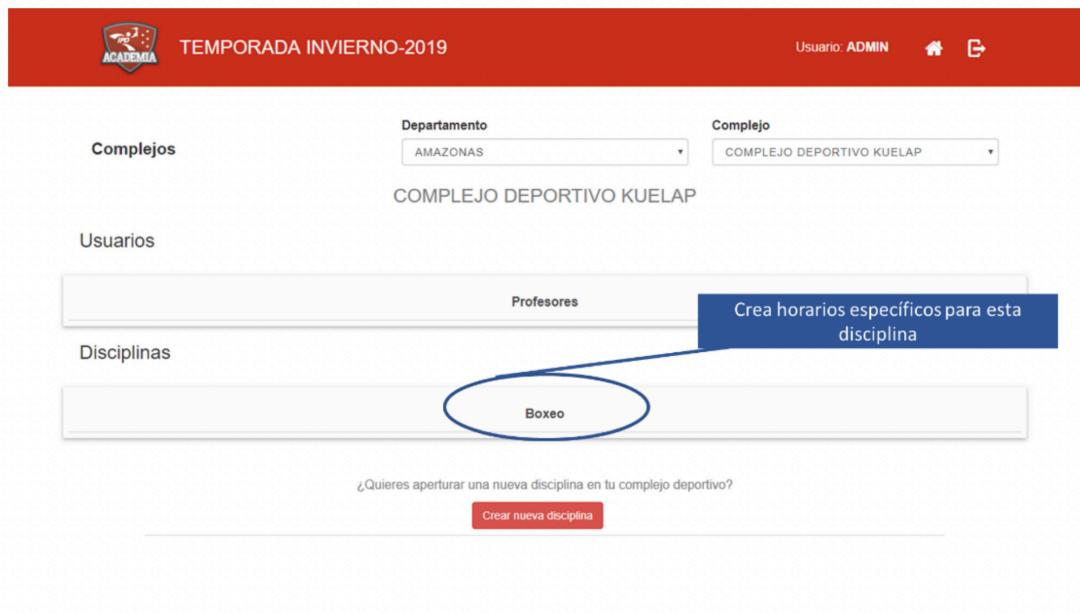 IPD
ACADEMIA
TEMPORADA INVIERNO-2019
Usuario: ADMIN
Complejos
Departamento
AMAZONAS
Complejo
COMPLEJO DEPORTIVO KUELAP
COMPLEJO DEPORTIVO KUELAP
Usuarios
Profesores
Crea horarios específicos para esta
disciplina
Disciplinas
Boxeo
¿Quieres aperturar una nueva disciplina en tu complejo deportivo?
Crear nueva disciplina